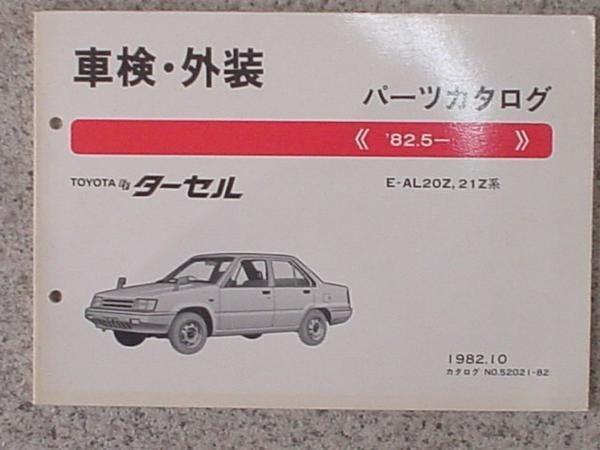 車検・外装
パーツカタログ
《 '82.5― 》
TOYOTA ターセル
E-AL20Z, 21Z系
1982.10
カタログ NO.52021-82